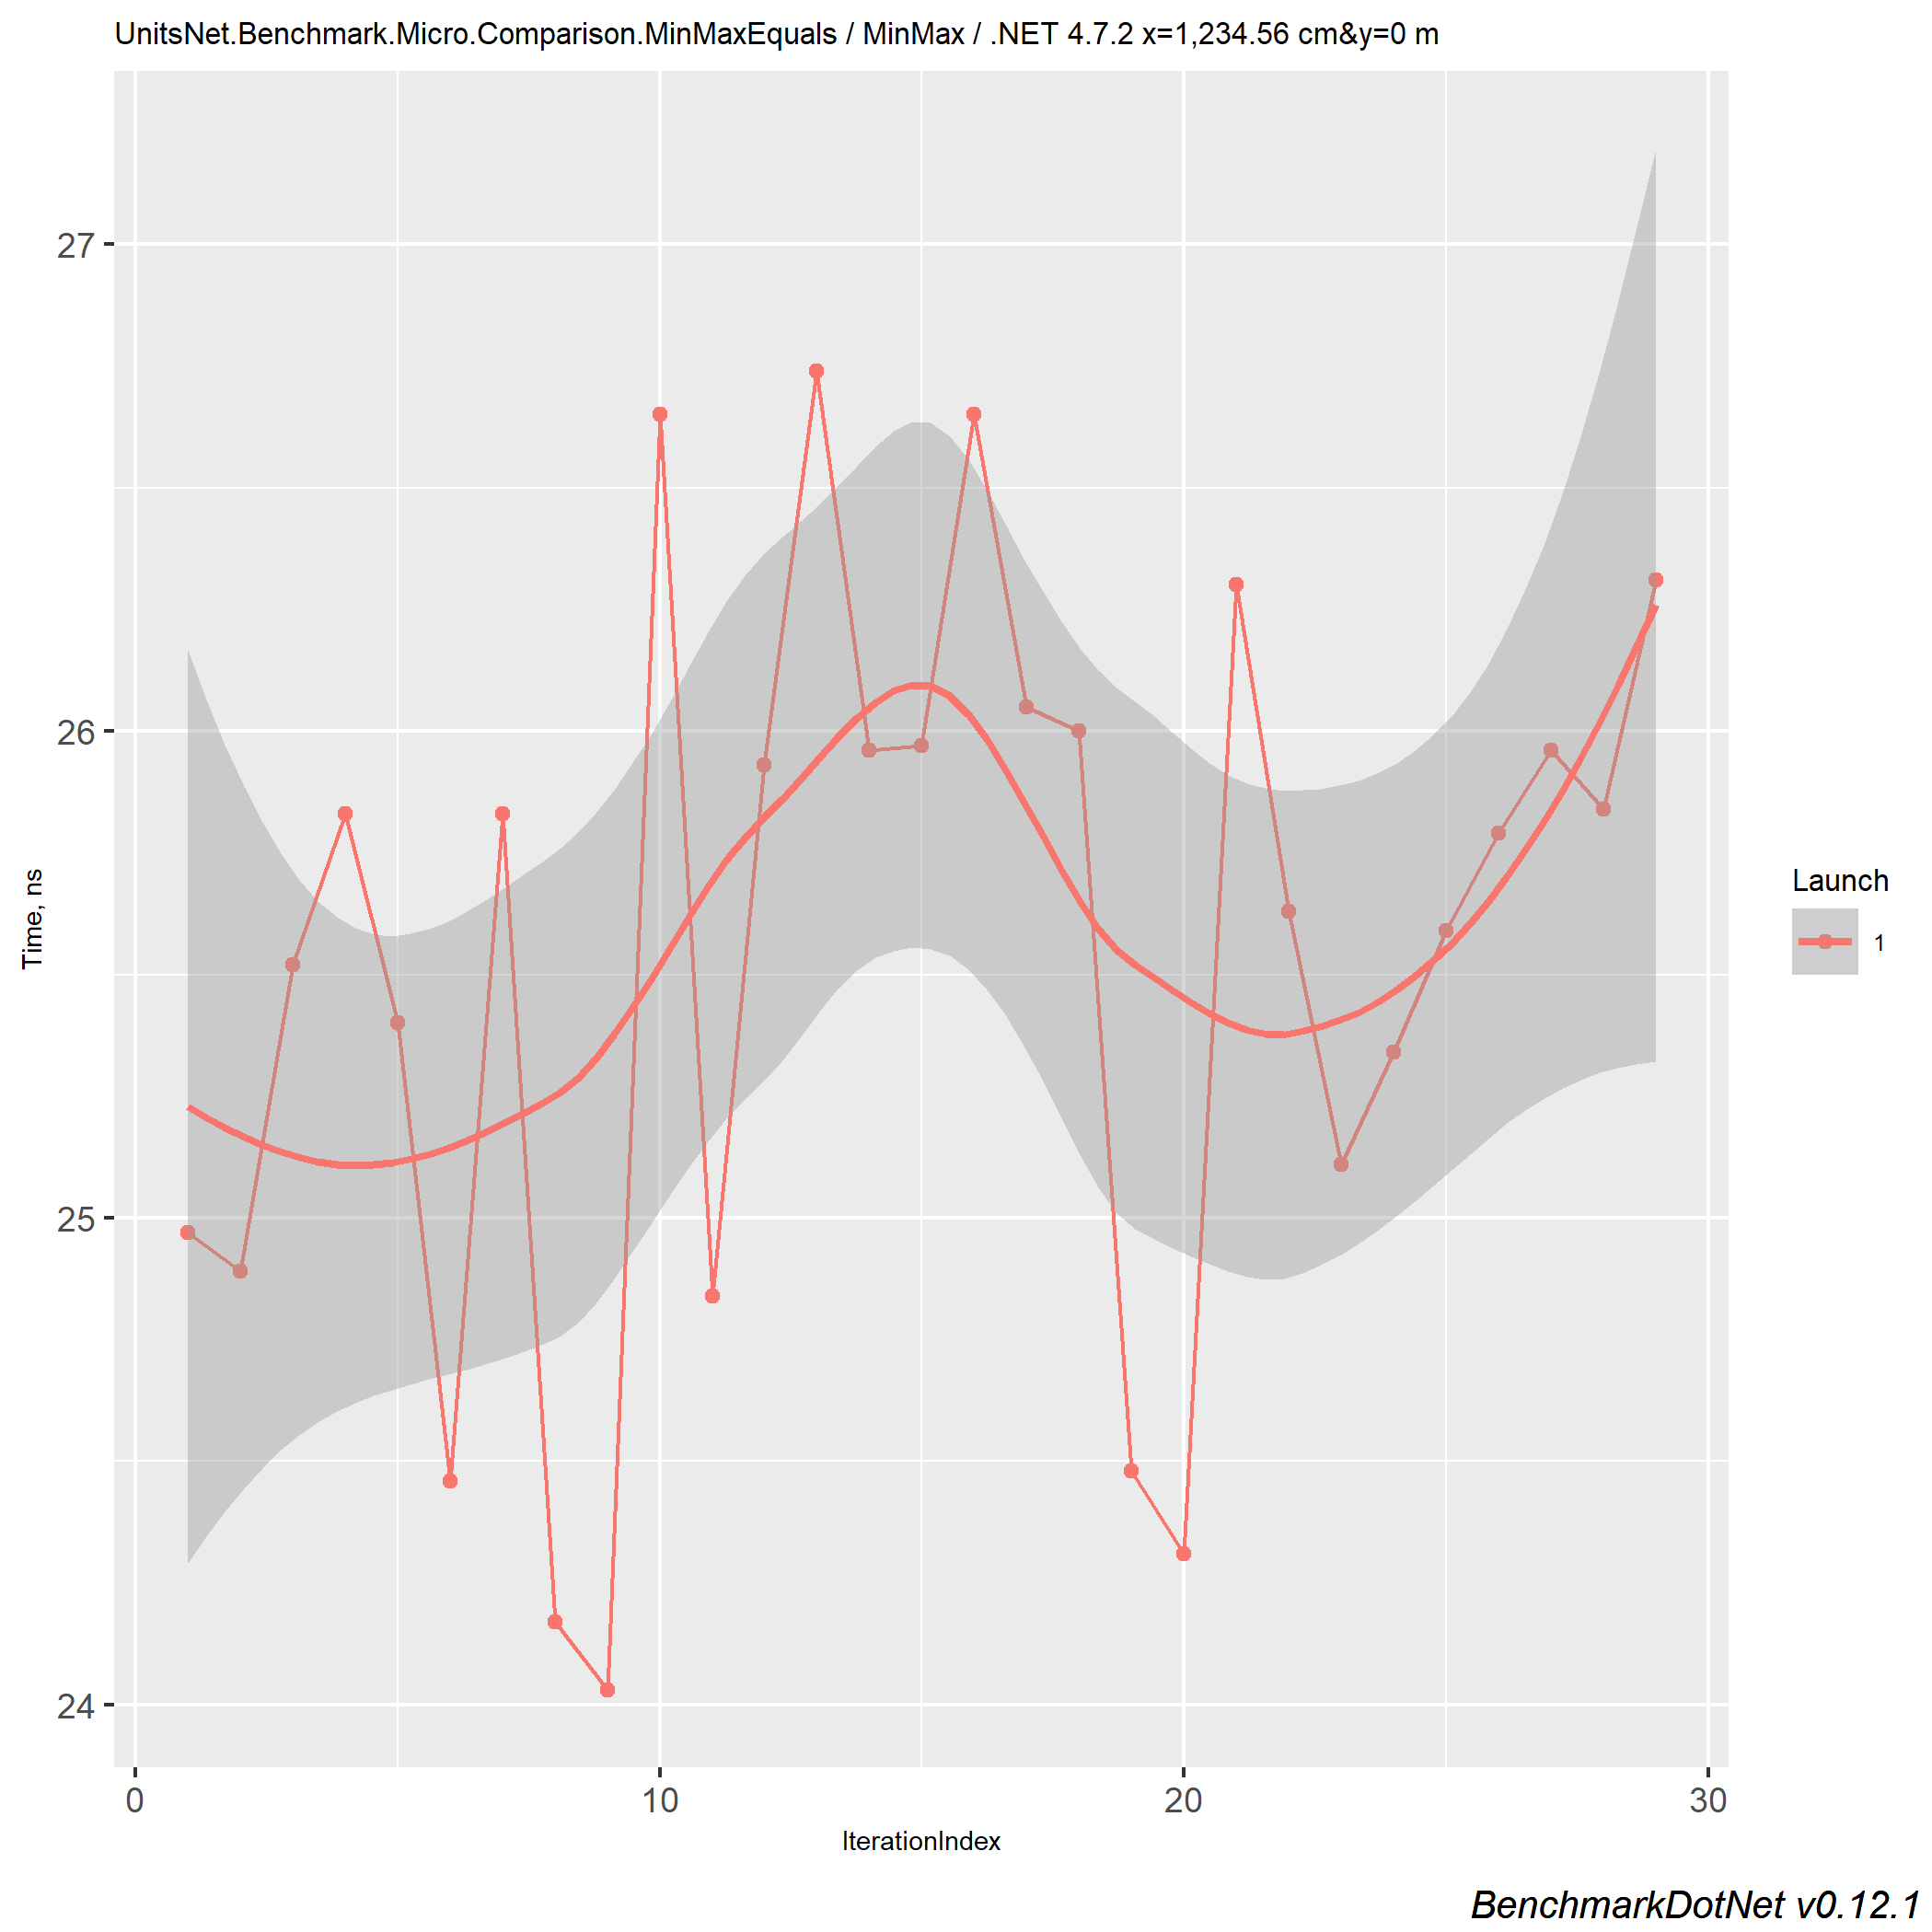 UnitsNet.Benchmark.Micro.Comparison.MinMaxEquals / MinMax / .NET 4.7.2 x=1,234.56 cm&y=0 m
27
26
25
24
Time, ns
0 10 20 30
IterationIndex
Launch
1
BenchmarkDotNet v0.12.1